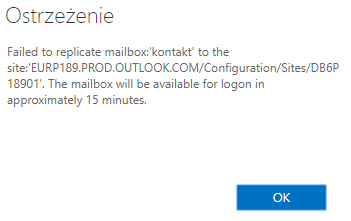 Ostrzeżenie
Failed to replicate mailbox:'kontakt' to the
site:'EURP189.PROD.OUTLOOK.COM/Configuration/Sites/DB6P
18901'. The mailbox will be available for logon in
approximately 15 minutes.
OK